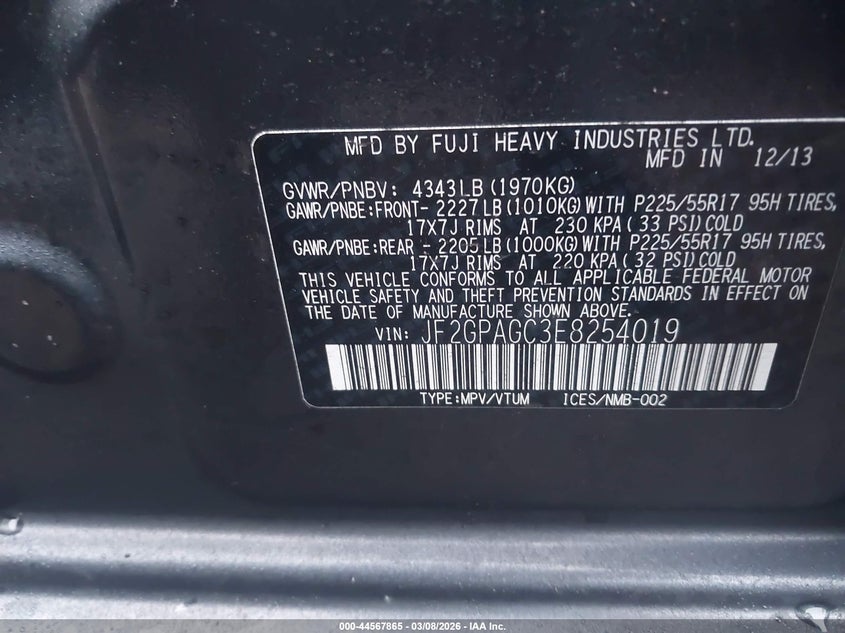 MFD BY FUJI HEAVY INDUSTRIES LTD.
MFD IN 12/13
GVWR/PNBV: 4343LB(1970KG)
GAWR/PNBE:FRONT- 2227LB(1010KG)WITH P225/55R17 95H TIRES,
17X7J RIMS AT 230 KPA(33 PSI)COLD
GAWR/PNBE:REAR - 2205LB(1000KG)WITH P225/55R17 95H TIRES,
17X7J RIMS AT 220 KPA(32 PSI)COLD
THIS VEHICLE CONFORMS TO ALL APPLICABLE FEDERAL MOTOR
VEHICLE SAFETY AND THEFT PREVENTION STANDARDS IN EFFECT ON
THE DATE OF MANUFACTURE SHOWN ABOVE.
VIN: JF2GPAGC3E8254019
TYPE:MPV/VTUM ICES/NMB-002
000-44567865 - 03/08/2026 - IAA Inc.